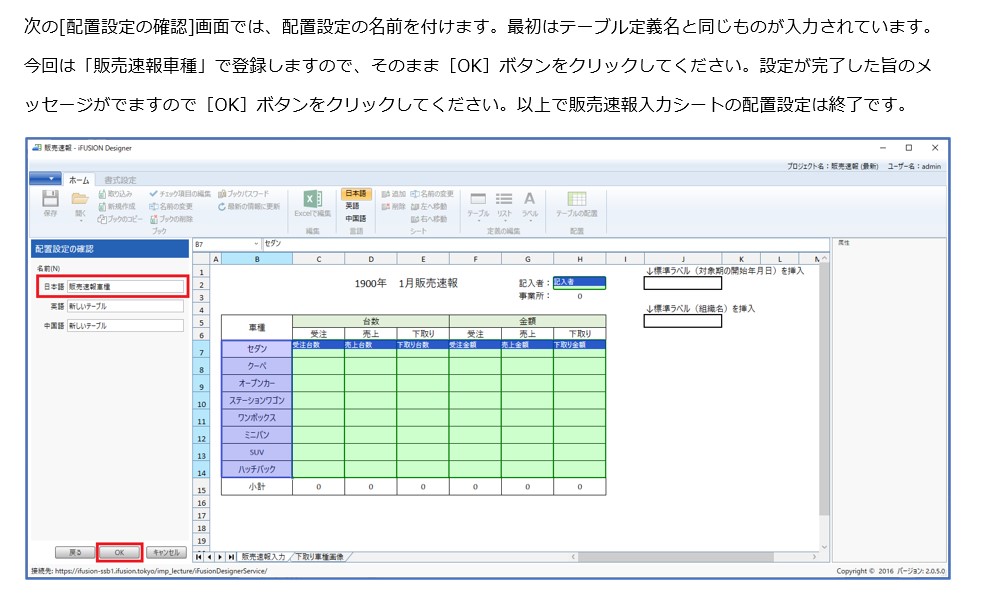 次の[配置設定の確認]画面では、配置設定の名前を付けます。最初はテーブル定義名と同じものが入力されています。
今回は「販売速報車種」で登録しますので、そのまま［OK］ボタンをクリックしてください。設定が完了した旨のメ
ッセージがでますので［OK］ボタンをクリックしてください。以上で販売速報入力シートの配置設定は終了です。
販売速報 - iFUSION Designer
プロジェクト名：販売速報 (最新) ユーザー名：admin
ホーム 書式設定
保存 開く 取り込み 新規作成 ブックのコピー
チェック項目の編集 名前の変更 ブックの削除
ブックパスワード 最新の情報に更新
ブック
Excelで編集 編集
日本語 英語 中国語 言語
追加 名前の変更
削除 左へ移動
右へ移動
シート
テーブル リスト ラベル 定義の編集
テーブルの配置 配置
配置設定の確認
名前(N)
日本語 販売速報車種
英語 新しいテーブル
中国語 新しいテーブル
B7 セダン
属性
A B C D E F G H I J K L M
1 ↓標準ラベル（対象期の開始年月日）を挿入
2 1900年 1月販売速報 記入者： 記入者
3 事業所： 0
4 ↓標準ラベル（組織名）を挿入
5 車種 台数 金額
6 受注 売上 下取り 受注 売上 下取り
7 セダン 受注台数 売上台数 下取り台数 受注金額 売上金額 下取り金額
8 クーペ
9 オープンカー
10 ステーションワゴン
11 ワンボックス
12 ミニバン
13 SUV
14 ハッチバック
15 小計 0 0 0 0 0 0
16
17
18
19
戻る OK キャンセル
販売速報入力 下取り車種画像
接続先: https://ifusion-ssb1.ifusion.tokyo/imp_lecture/iFusionDesignerService/
Copyright © 2016 バージョン: 2.0.5.0